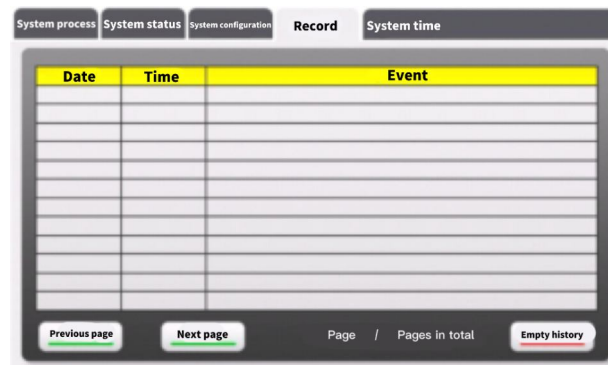 System process System status System configuration Record System time
Date Time Event
Previous page Next page Page / Pages in total Empty history